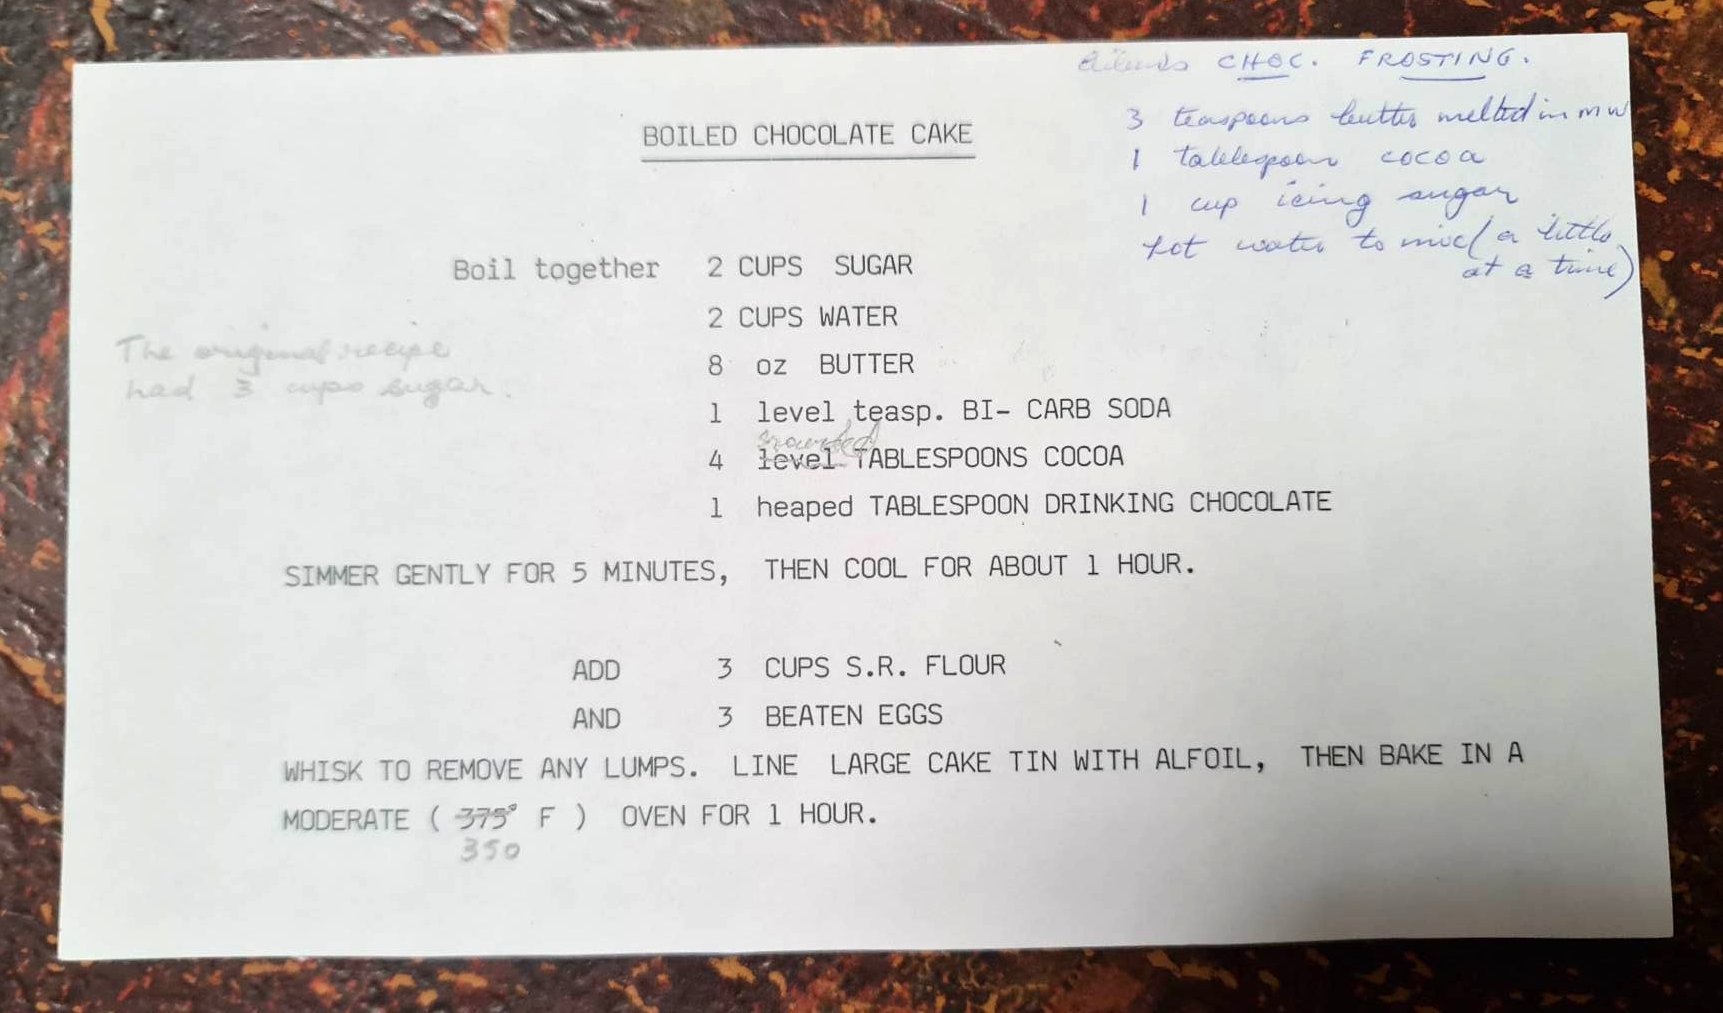 CHOC. FROSTING.
3 teaspoons butter melted in MW
1 tablespoon cocoa
1 cup icing sugar
Hot water to mix (a little
at a time)
BOILED CHOCOLATE CAKE
Boil together 2 CUPS SUGAR
2 CUPS WATER
The original recipe
had 3 cups sugar.
8 oz BUTTER
1 level teasp. BI- CARB SODA
rounded
4 level TABLESPOONS COCOA
1 heaped TABLESPOON DRINKING CHOCOLATE
SIMMER GENTLY FOR 5 MINUTES, THEN COOL FOR ABOUT 1 HOUR.
ADD 3 CUPS S.R. FLOUR
AND 3 BEATEN EGGS
WHISK TO REMOVE ANY LUMPS. LINE LARGE CAKE TIN WITH ALFOIL, THEN BAKE IN A
MODERATE ( 375° F ) OVEN FOR 1 HOUR.
350